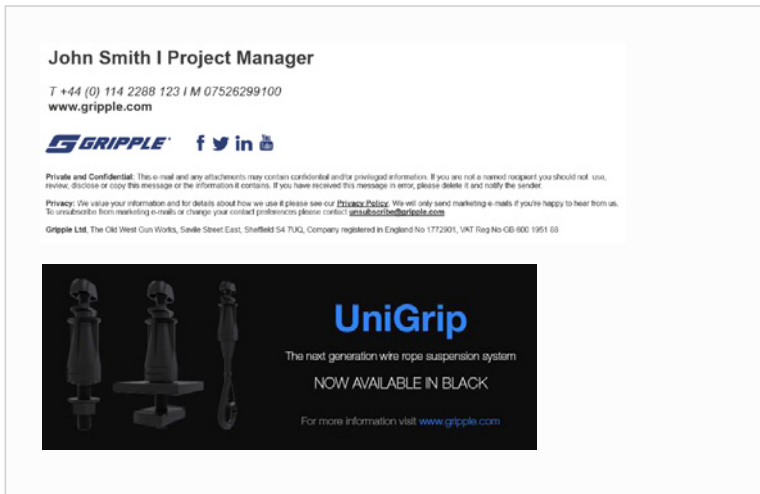 John Smith I Project Manager
T +44 (0) 114 2288 123 I M 07526299100
www.gripple.com
GRIPPLE
Private and Confidential: This e-mail and any attachments may contain confidential and/or privileged information. If you are not a named recipient you should not use,
review, disclose or copy this message or the information it contains. If you have received this message in error, please delete it and notify the sender.
Privacy: We value your information and for details about how we use it please see our Privacy Policy. We will only send marketing e-mails if you're happy to hear from us.
To unsubscribe from marketing e-mails or change your contact preferences please contact unsubscribe@gripple.com
Gripple Ltd, The Old West Gun Works, Savile Street East, Sheffield S4 7UQ, Company registered in England No 1772901, VAT Reg No GB 600 1951 88
UniGrip
The next generation wire rope suspension system
NOW AVAILABLE IN BLACK
For more information visit www.gripple.com